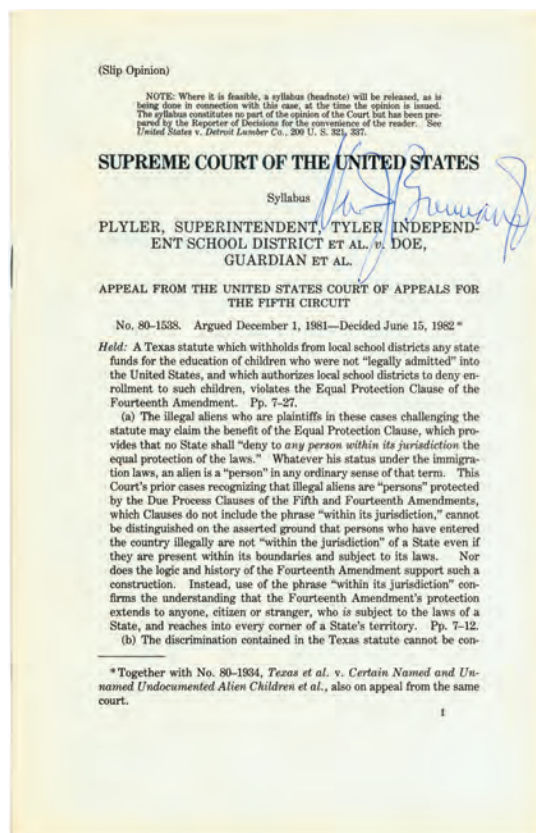 (Slip Opinion)
NOTE: Where it is feasible, a syllabus (headnote) will be released, as is
being done in connection with this case, at the time the opinion is issued.
The syllabus constitutes no part of the opinion of the Court but has been pre-
pared by the Reporter of Decisions for the convenience of the reader. See
United States v. Detroit Lumber Co., 200 U. S. 321, 337.
SUPREME COURT OF THE UNITED STATES
Syllabus
PLYLER, SUPERINTENDENT, TYLER INDEPEND-
ENT SCHOOL DISTRICT ET AL. v. DOE,
GUARDIAN ET AL.
APPEAL FROM THE UNITED STATES COURT OF APPEALS FOR
THE FIFTH CIRCUIT
No. 80–1538. Argued December 1, 1981—Decided June 15, 1982*
Held: A Texas statute which withholds from local school districts any state
funds for the education of children who were not "legally admitted" into
the United States, and which authorizes local school districts to deny en-
rollment to such children, violates the Equal Protection Clause of the
Fourteenth Amendment. Pp. 7–27.
(a) The illegal aliens who are plaintiffs in these cases challenging the
statute may claim the benefit of the Equal Protection Clause, which pro-
vides that no State shall "deny to any person within its jurisdiction the
equal protection of the laws." Whatever his status under the immigra-
tion laws, an alien is a "person" in any ordinary sense of that term. This
Court's prior cases recognizing that illegal aliens are "persons" protected
by the Due Process Clauses of the Fifth and Fourteenth Amendments,
which Clauses do not include the phrase "within its jurisdiction," cannot
be distinguished on the asserted ground that persons who have entered
the country illegally are not "within the jurisdiction" of a State even if
they are present within its boundaries and subject to its laws. Nor
does the logic and history of the Fourteenth Amendment support such a
construction. Instead, use of the phrase "within its jurisdiction" con-
firms the understanding that the Fourteenth Amendment's protection
extends to anyone, citizen or stranger, who is subject to the laws of a
State, and reaches into every corner of a State's territory. Pp. 7–12.
(b) The discrimination contained in the Texas statute cannot be con-
*Together with No. 80–1934, Texas et al. v. Certain Named and Un-
named Undocumented Alien Children et al., also on appeal from the same
court.
I